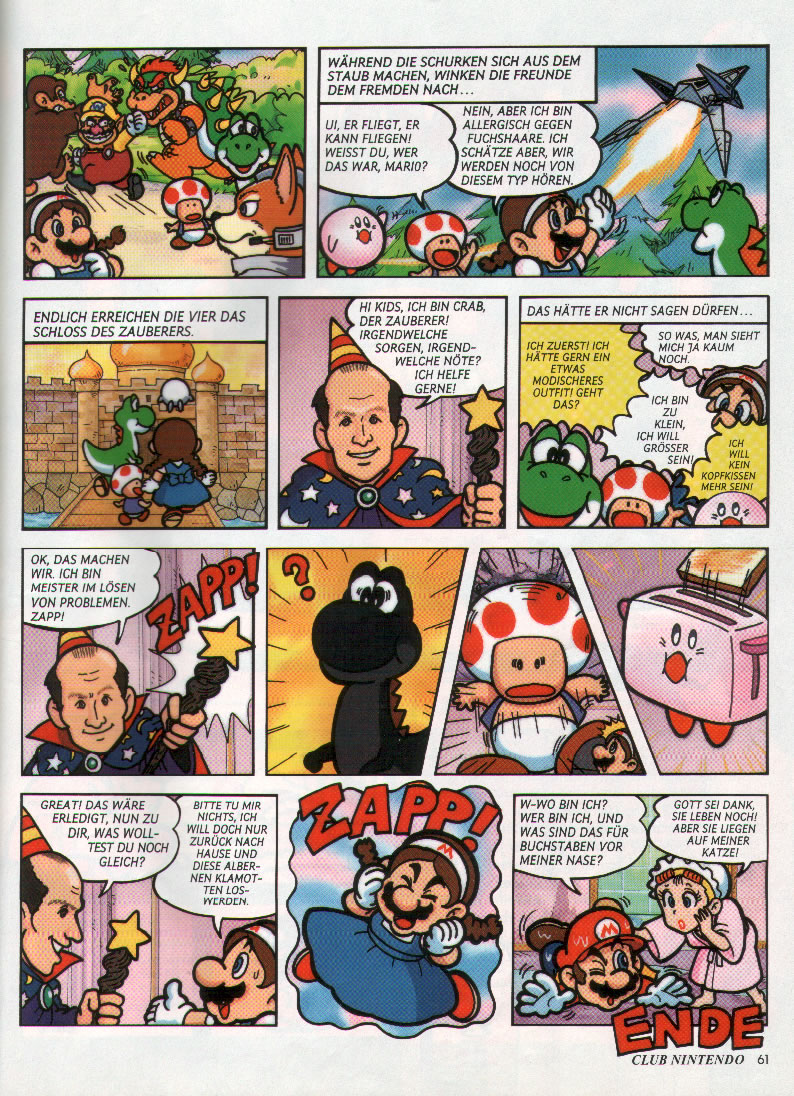 WÄHREND DIE SCHURKEN SICH AUS DEM
STAUB MACHEN, WINKEN DIE FREUNDE
DEM FREMDEN NACH...
UI, ER FLIEGT, ER
KANN FLIEGEN!
WEISST DU, WER
DAS WAR, MARIO?
NEIN, ABER ICH BIN
ALLERGISCH GEGEN
FUCHSHAARE. ICH
SCHÄTZE ABER, WIR
WERDEN NOCH VON
DIESEM TYP HÖREN.
ENDLICH ERREICHEN DIE VIER DAS
SCHLOSS DES ZAUBERERS.
HI KIDS, ICH BIN CRAB,
DER ZAUBERER!
IRGENDWELCHE
SORGEN, IRGEND-
WELCHE NÖTE?
ICH HELFE
GERNE!
DAS HÄTTE ER NICHT SAGEN DÜRFEN...
ICH ZUERST! ICH
HÄTTE GERN EIN
ETWAS
MODISCHERES
OUTFIT! GEHT
DAS?
SO WAS, MAN SIEHT
MICH JA KAUM
NOCH.
ICH BIN
ZU
KLEIN,
ICH WILL
GRÖSSER
SEIN!
ICH
WILL
KEIN
KOPFKISSEN
MEHR SEIN!
OK, DAS MACHEN
WIR. ICH BIN
MEISTER IM LÖSEN
VON PROBLEMEN.
ZAPP!
ZAPP!
?
GREAT! DAS WÄRE
ERLEDIGT, NUN ZU
DIR, WAS WOLL-
TEST DU NOCH
GLEICH?
BITTE TU MIR
NICHTS, ICH
WILL DOCH NUR
ZURÜCK NACH
HAUSE UND
DIESE ALBER-
NEN KLAMOT-
TEN LOS-
WERDEN.
ZAPP!
M
W-WO BIN ICH?
WER BIN ICH, UND
WAS SIND DAS FÜR
BUCHSTABEN VOR
MEINER NASE?
GOTT SEI DANK,
SIE LEBEN NOCH!
ABER SIE LIEGEN
AUF MEINER
KATZE!
M
ENDE
CLUB NINTENDO 61